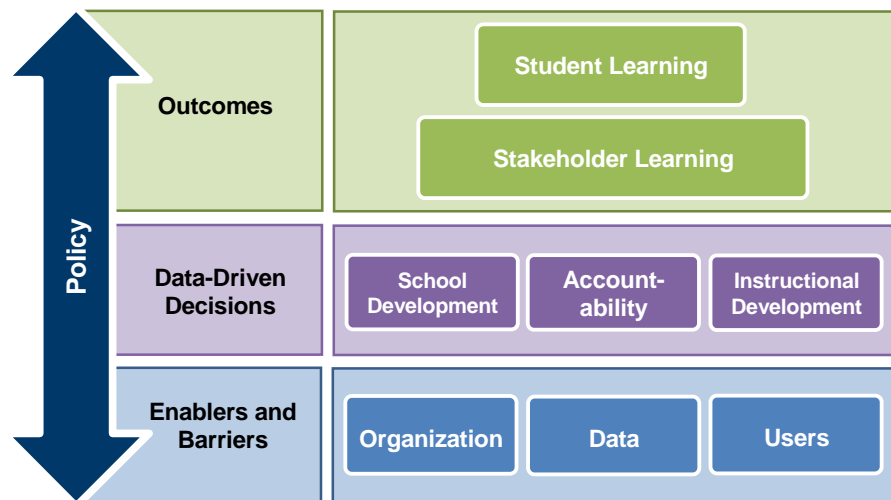 Policy
Outcomes
Student Learning
Stakeholder Learning
Data-Driven
Decisions
School
Development
Account-
ability
Instructional
Development
Enablers and
Barriers
Organization
Data
Users